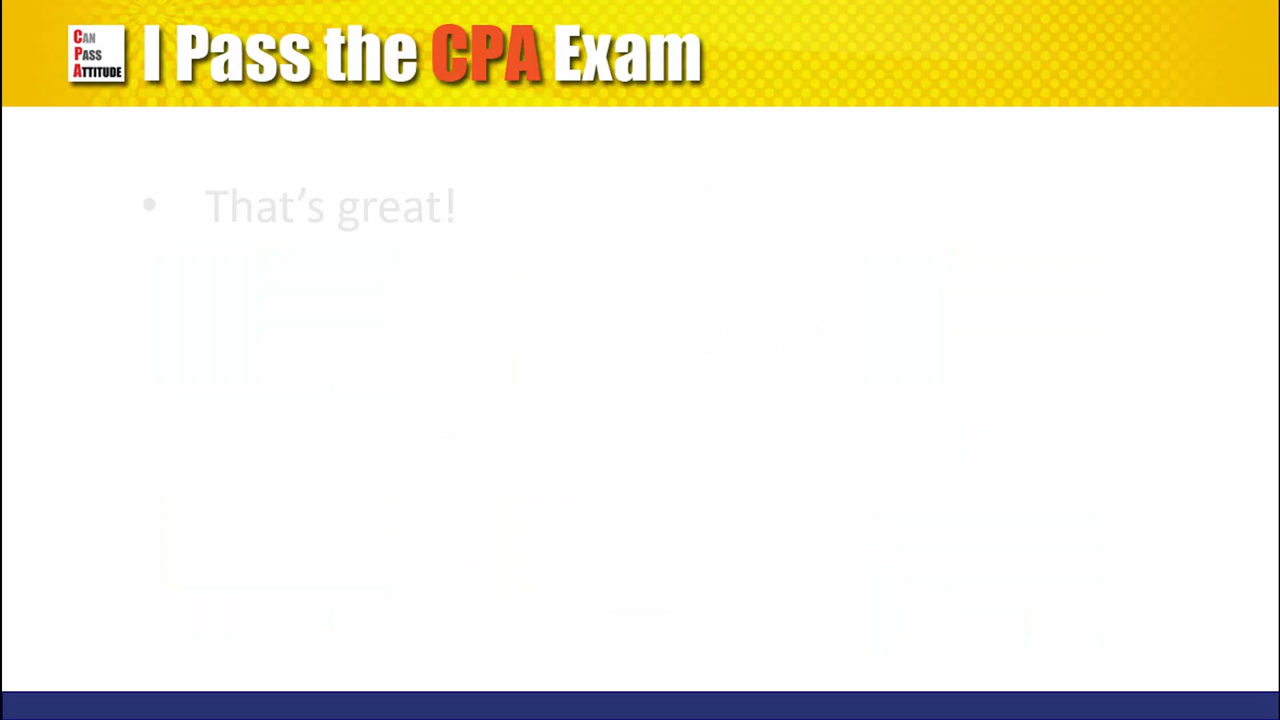 CAN
PASS
ATTITUDE
I Pass the CPA Exam
• That's great!